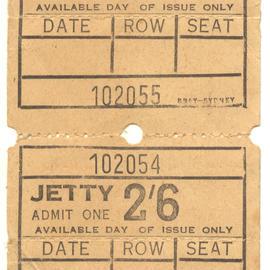 AVAILABLE DAY OF ISSUE ONLY
DATE ROW SEAT
102055
102054
JETTY 2'6
ADMIT ONE
AVAILABLE DAY OF ISSUE ONLY
DATE ROW SEAT